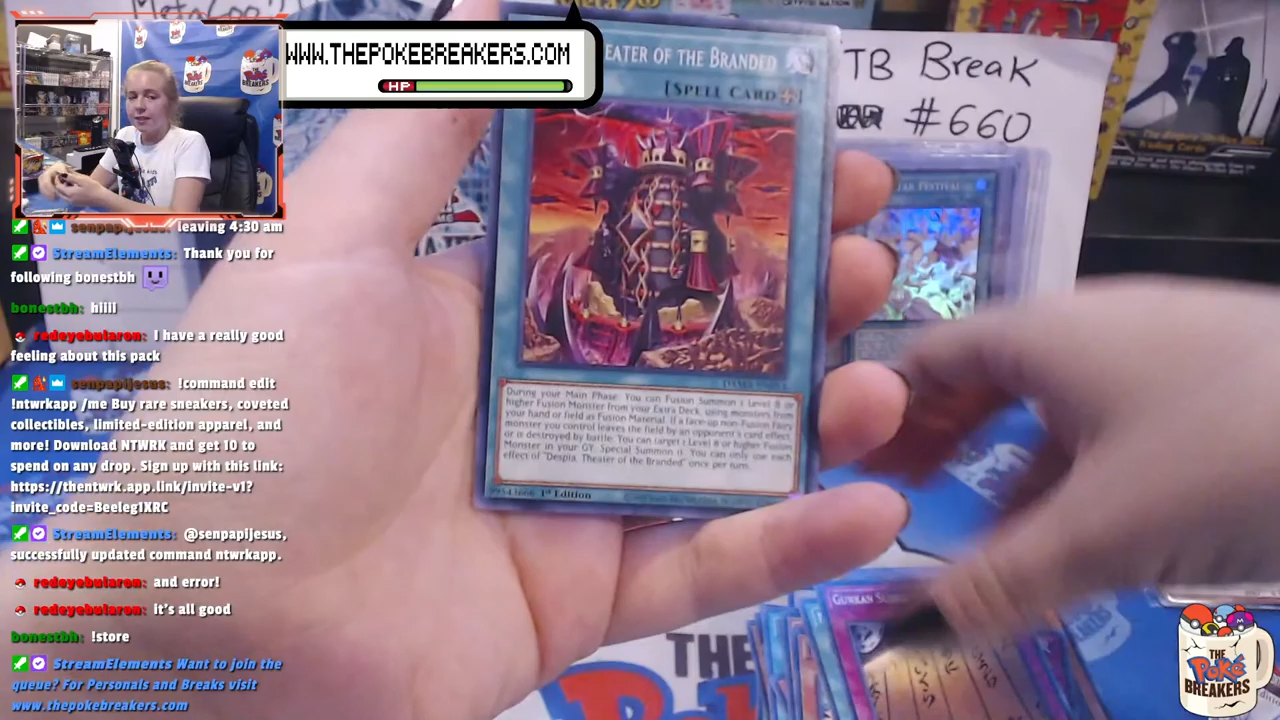 WWW.THEPOKEBREAKERS.COM
HP
EATER OF THE BRANDED
[SPELL CARD
During your Main Phase: You can Fusion Summon 1 Level 8 or
higher Fusion Monster from your Extra Deck, using monsters from
your hand or field as Fusion Material. If a face-up non-Fusion Fairy
monster you control leaves the field by an opponent's card effect,
or is destroyed by battle: You can target 1 Level 8 or higher Fusion
Monster in your GY; Special Summon it. You can only use each
effect of "Despia, Theater of the Branded" once per turn.
1st Edition
TB Break
#660
Trading Cards
TAR FESTIVAL
leaving 4:30 am
StreamElements: Thank you for
following bonestbh
bonestbh: hiiii
redeyebularon: I have a really good
feeling about this pack
senpapijesus: !command edit
!ntwrkapp /me Buy rare sneakers, coveted
collectibles, limited-edition apparel, and
more! Download NTWRK and get 10 to
spend on any drop. Sign up with this link:
https://thentwrk.app.link/invite-v1?
invite_code=Beeleg1XRC
StreamElements: @senpapijesus,
successfully updated command ntwrkapp.
redeyebularon: and error!
redeyebularon: it's all good
bonestbh: !store
StreamElements Want to join the
queue? For Personals and Breaks visit
www.thepokebreakers.com
THE
THE
Poké
BREAKERS